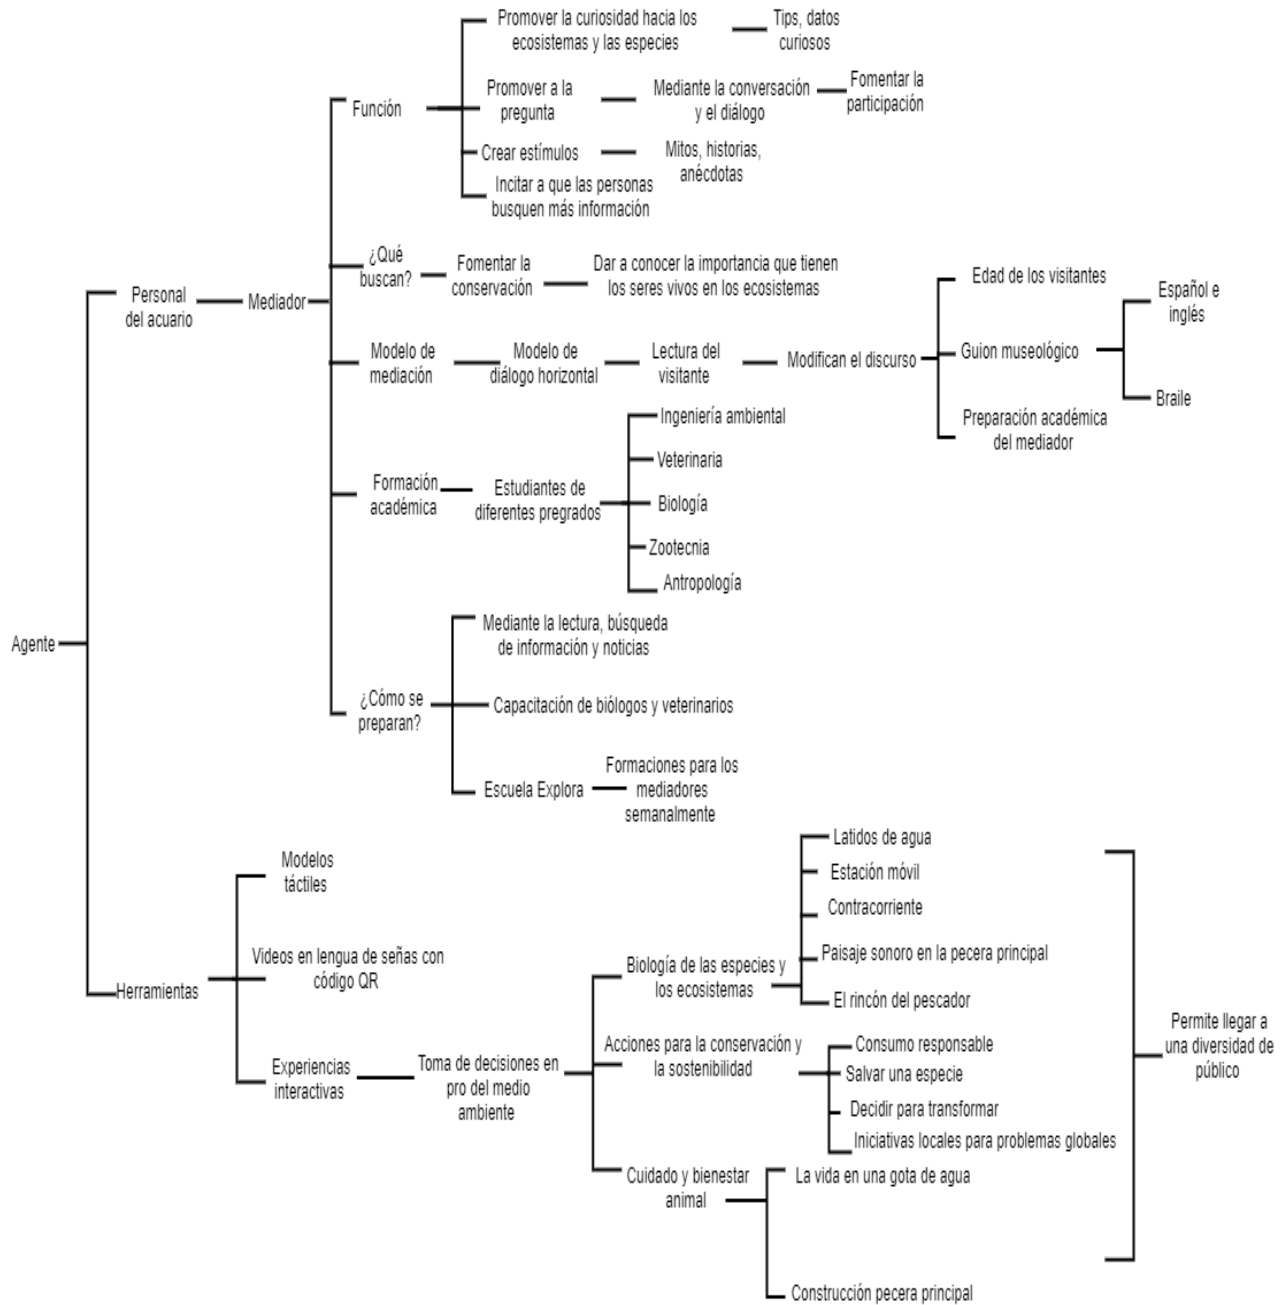 Promover la curiosidad hacia los
ecosistemas y las especies
Tips, datos
curiosos
Función
Promover a la
pregunta
Mediante la conversación
y el diálogo
Fomentar la
participación
Crear estímulos
Mitos, historias,
anécdotas
Incitar a que las personas
busquen más información
Personal
del acuario
Mediador
¿Qué
buscan?
Fomentar la
conservación
Dar a conocer la importancia que tienen
los seres vivos en los ecosistemas
Modelo de
mediación
Modelo de
diálogo horizontal
Lectura del
visitante
Modifican el discurso
Edad de los visitantes
Guion museológico
Español e
inglés
Braile
Preparación académica
del mediador
Formación
académica
Estudiantes de
diferentes pregrados
Ingeniería ambiental
Veterinaria
Biología
Zootecnia
Antropología
Agente
¿Cómo se
preparan?
Mediante la lectura, búsqueda
de información y noticias
Capacitación de biólogos y veterinarios
Escuela Explora
Formaciones para los
mediadores
semanalmente
Herramientas
Modelos
táctiles
Videos en lengua de señas con
código QR
Experiencias
interactivas
Toma de decisiones en
pro del medio
ambiente
Biología de las especies y
los ecosistemas
Latidos de agua
Estación móvil
Contracorriente
Paisaje sonoro en la pecera principal
El rincón del pescador
Acciones para la conservación y
la sostenibilidad
Consumo responsable
Salvar una especie
Decidir para transformar
Iniciativas locales para problemas globales
Cuidado y bienestar
animal
La vida en una gota de agua
Construcción pecera principal
Permite llegar a
una diversidad de
público